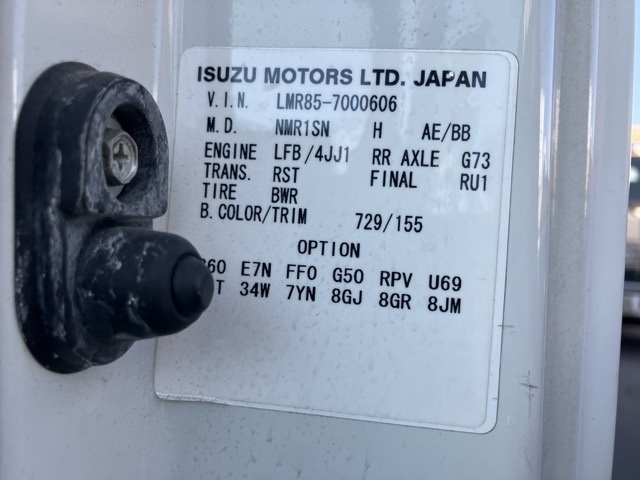 ISUZU MOTORS LTD. JAPAN
V.I.N. LMR85-7000606
M.D. NMR1SN H AE/BB
ENGINE LFB/4JJ1 RR AXLE G73
TRANS. RST FINAL RU1
TIRE BWR
B.COLOR/TRIM 729/155
OPTION
E7N FF0 G50 RPV U69
34W 7YN 8GJ 8GR 8JM